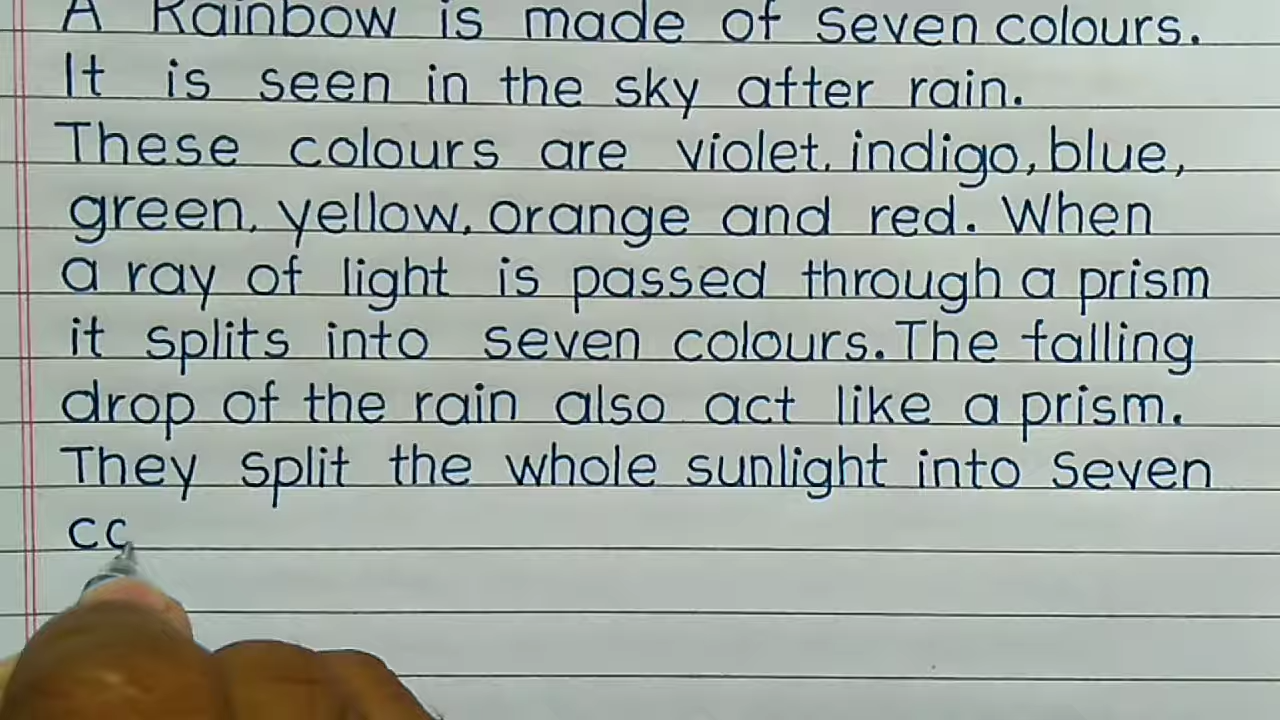 A Rainbow is made of Seven colours.
It is seen in the sky after rain.
These colours are violet, indigo, blue,
green, yellow, orange and red. When
a ray of light is passed through a prism
it splits into seven colours. The falling
drop of the rain also act like a prism.
They split the whole sunlight into Seven